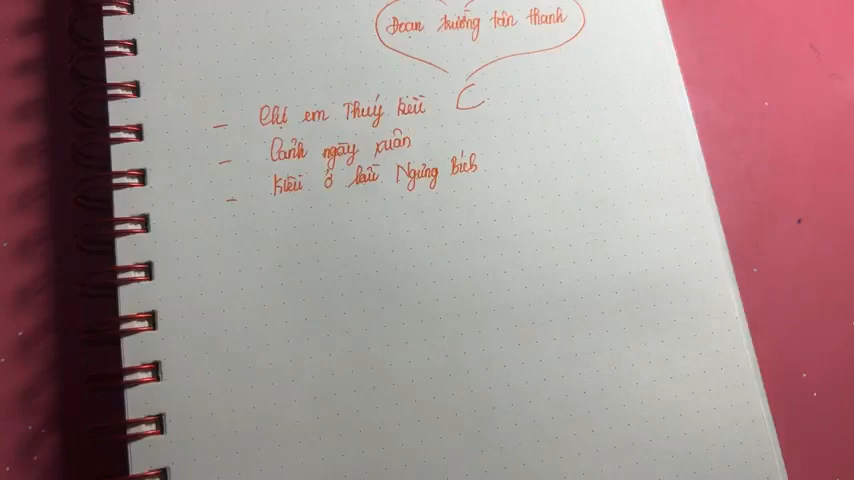 Đoạn trường tân thanh
- Chị em Thuý Kiều
- Cảnh ngày xuân
- Kiều ở lầu Ngưng Bích